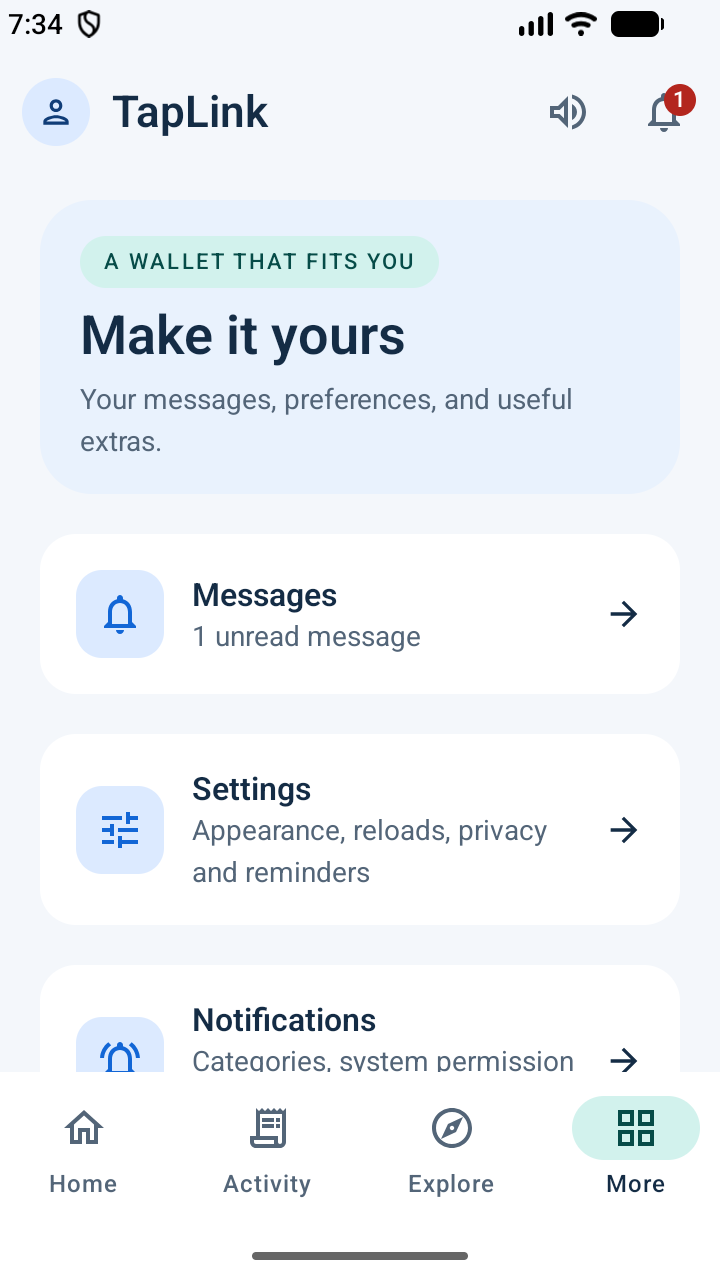 7:34
TapLink
1
A WALLET THAT FITS YOU
Make it yours
Your messages, preferences, and useful
extras.
Messages
1 unread message
Settings
Appearance, reloads, privacy
and reminders
Notifications
Categories, system permission
Home
Activity
Explore
More